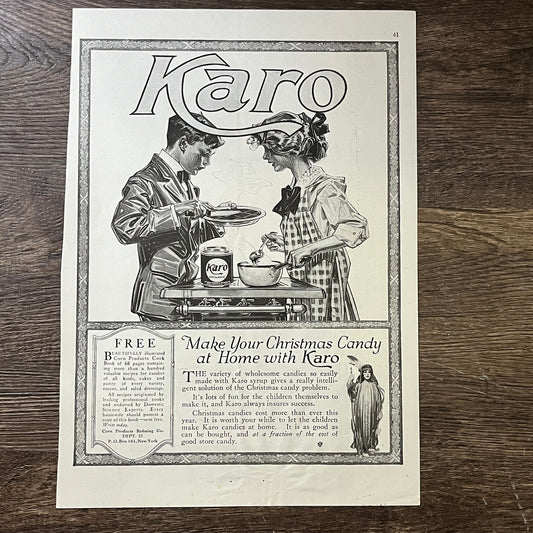 41
Karo
Karo
FREE
BEAUTIFULLY illustrated
Corn Products Cook
Book of 68 pages contain-
ing more than a hundred
valuable recipes for candies
of all kinds, cakes and
pastry of every variety,
sauces, and salad dressings.
All recipes originated by
leading professional cooks
and endorsed by Domestic
Science Experts. Every
housewife should possess a
copy of this book—sent free.
Write today.
Corn Products Refining Co.
DEPT. 33
P. O. Box 161, New York
Make Your Christmas Candy
at Home with Karo
THE variety of wholesome candies so easily
made with Karo syrup gives a really intelli-
gent solution of the Christmas candy problem.
It's lots of fun for the children themselves to
make it, and Karo always insures success.
Christmas candies cost more than ever this
year. It is worth your while to let the children
make Karo candies at home. It is as good as
can be bought, and at a fraction of the cost of
good store candy.